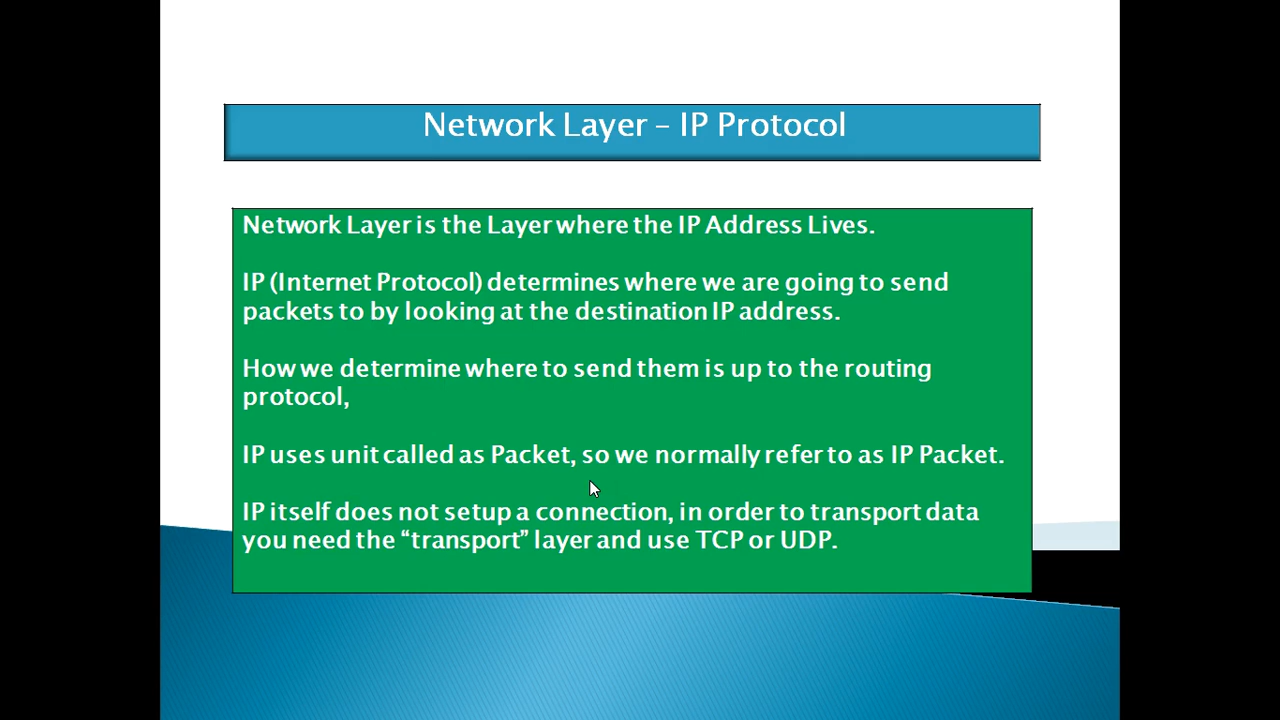 Network Layer – IP Protocol
Network Layer is the Layer where the IP Address Lives.
IP (Internet Protocol) determines where we are going to send
packets to by looking at the destination IP address.
How we determine where to send them is up to the routing
protocol,
IP uses unit called as Packet, so we normally refer to as IP Packet.
IP itself does not setup a connection, in order to transport data
you need the “transport” layer and use TCP or UDP.